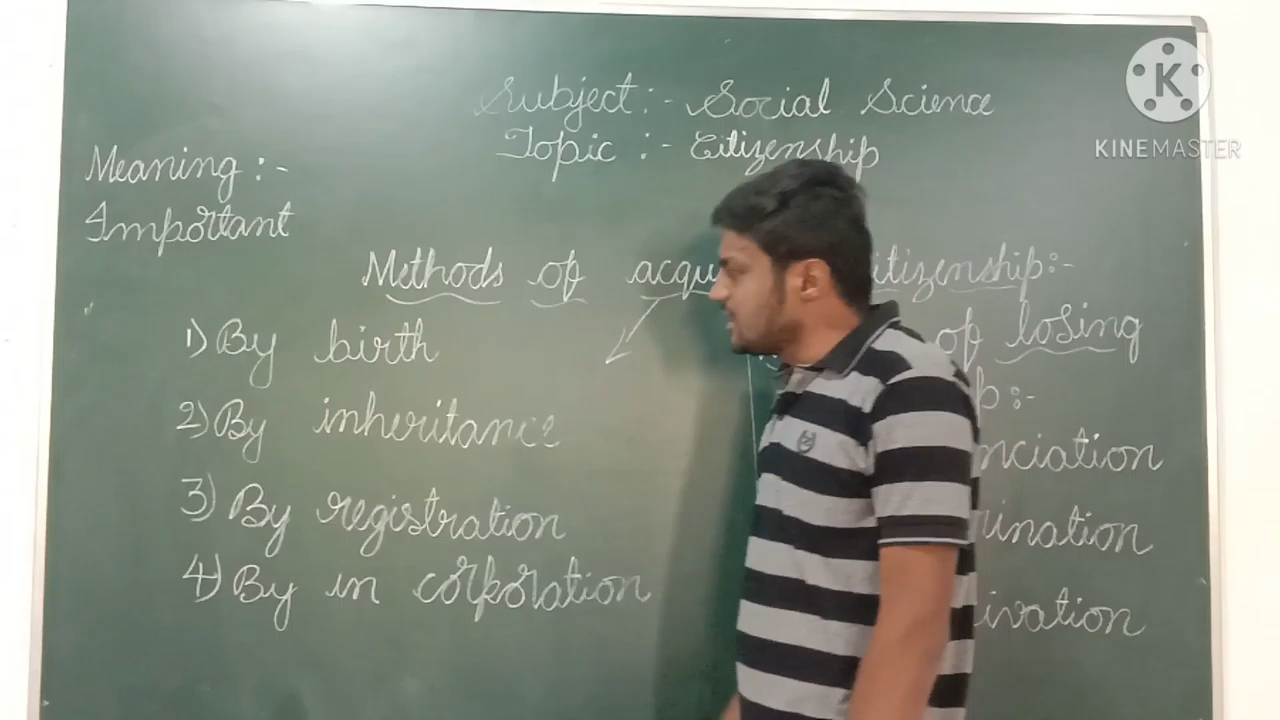 Subject :- Social Science
Topic :- Citizenship
Meaning :-
Important
Methods of acqu itizenship:-
1) By birth
2) By inheritance
3) By registration
4) By in corporation
of losing
p:-
nciation
ination
ivation
K
KINEMASTER